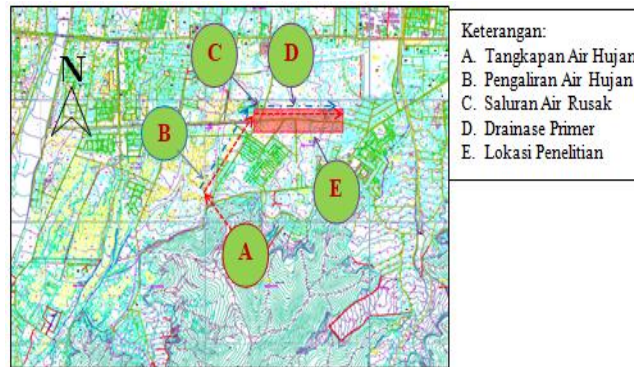 N
C
D
B
E
A
Keterangan:
A. Tangkapan Air Hujan
B. Pengaliran Air Hujan
C. Saluran Air Rusak
D. Drainase Primer
E. Lokasi Penelitian